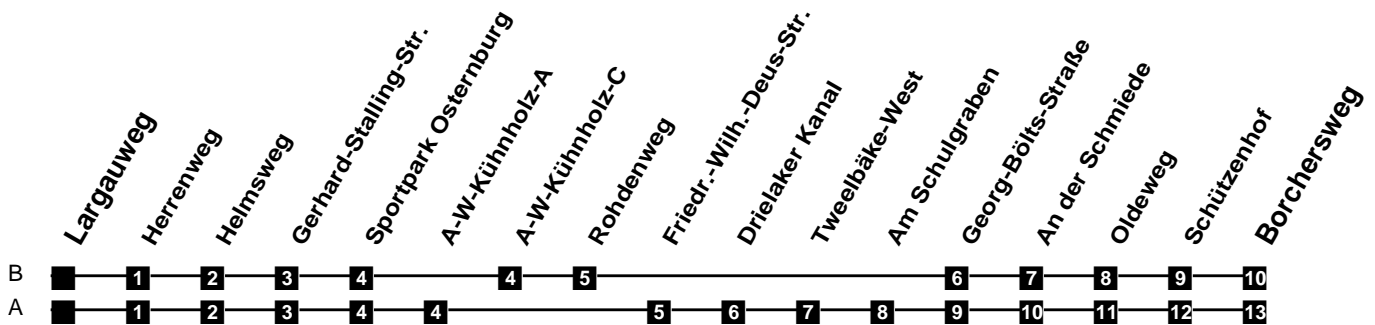 Largauweg
Herrenweg
Helmsweg
Gerhard-Stalling-Str.
Sportpark Osternburg
A-W-Kühnholz-A
A-W-Kühnholz-C
Rohdenweg
Friedr.-Wilh.-Deus-Str.
Drielaker Kanal
Tweelbäke-West
Am Schulgraben
Georg-Bölts-Straße
An der Schmiede
Oldeweg
Schützenhof
Borchersweg
B 1 2 3 4 4 5 6 7 8 9 10
A 1 2 3 4 4 5 6 7 8 9 10 11 12 13